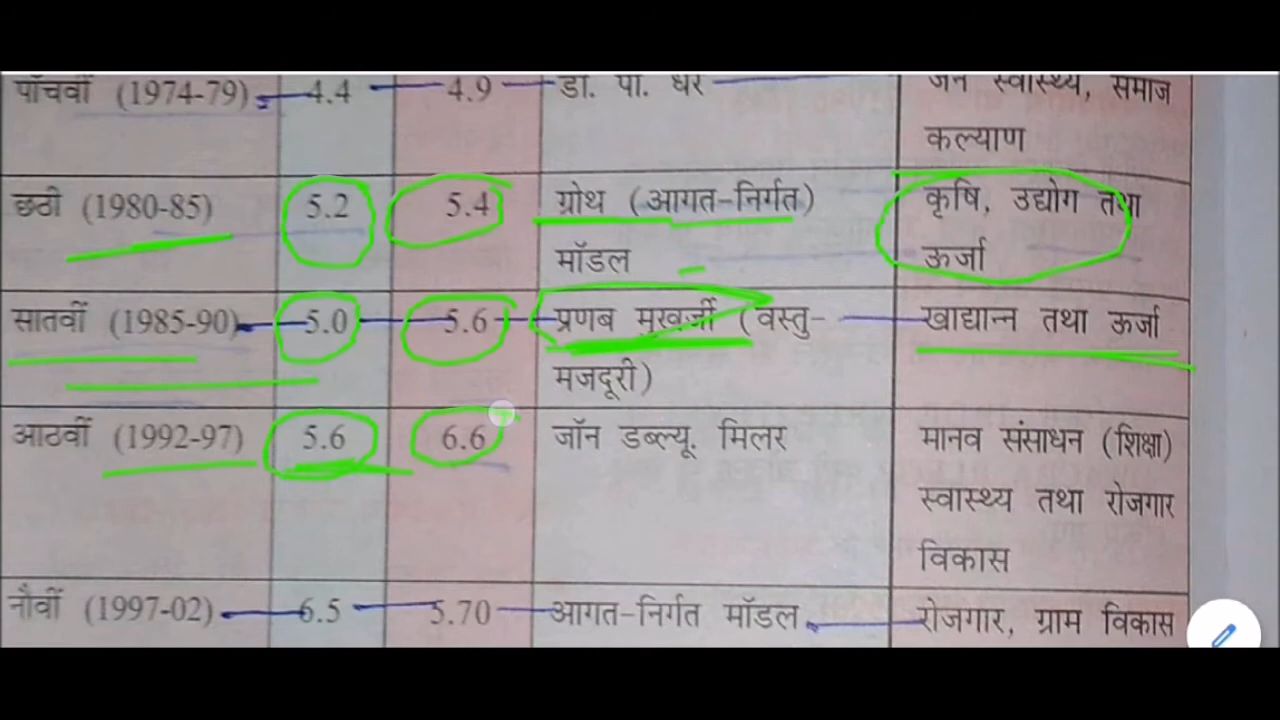 पाँचवीं (1974-79) 4.4 4.9 डी. पी. धर जन स्वास्थ्य, समाज
कल्याण
छठी (1980-85) 5.2 5.4 ग्रोथ (आगत-निर्गत) कृषि, उद्योग तथा
मॉडल ऊर्जा
सातवीं (1985-90) 5.0 5.6 प्रणब मुखर्जी (वस्तु- खाद्यान्न तथा ऊर्जा
मजदूरी)
आठवीं (1992-97) 5.6 6.6 जॉन डब्ल्यू. मिलर मानव संसाधन (शिक्षा)
स्वास्थ्य तथा रोजगार
विकास
नौवीं (1997-02) 6.5 5.70 आगत-निर्गत मॉडल रोजगार, ग्राम विकास